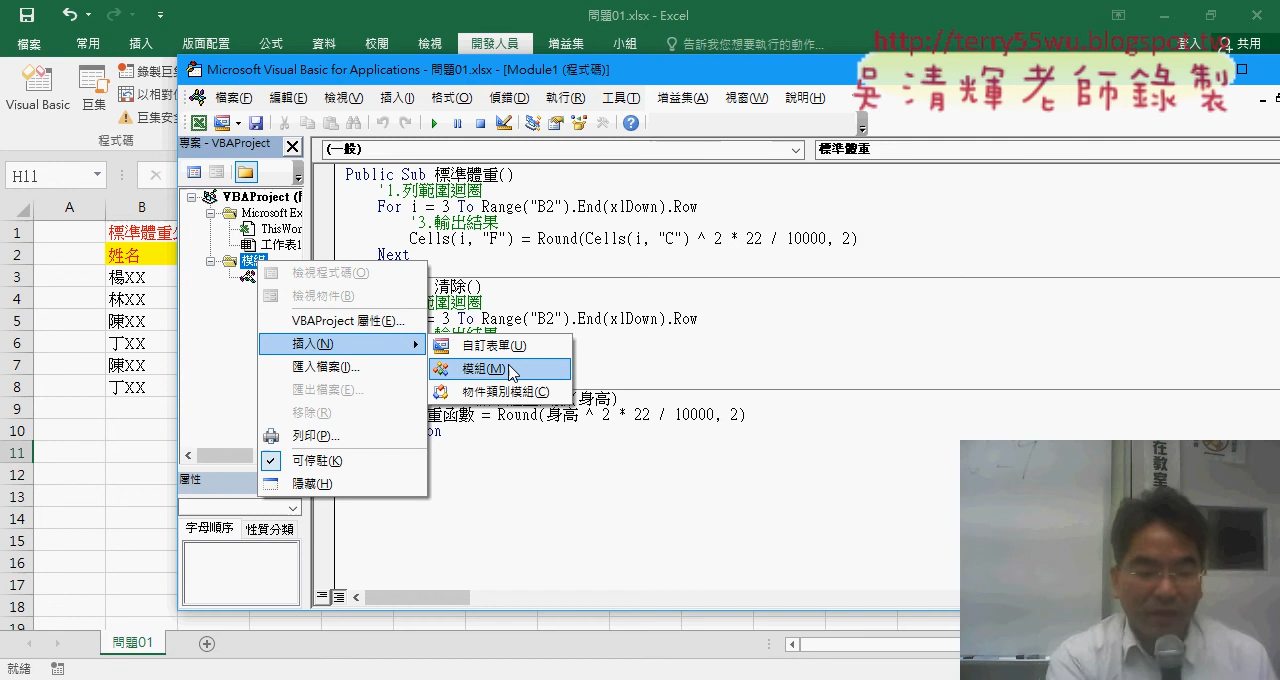 問題01.xlsx - Excel
檔案 常用 插入 版面配置 公式 資料 校閱 檢視 開發人員 增益集 小組 告訴我您想要執行的動作... 登入 共用
http://terry55wu.blogspot.tw
吳清輝老師錄製
Visual Basic 巨集
錄製巨集
以相對位
巨集安
程式碼
Microsoft Visual Basic for Applications - 問題01.xlsx - [Module1 (程式碼)]
檔案(F) 編輯(E) 檢視(V) 插入(I) 格式(O) 偵錯(D) 執行(R) 工具(T) 增益集(A) 視窗(W) 說明(H)
專案 - VBAProject
(一般) 標準體重
H11
VBAProject (
Microsoft Ex
ThisWor
工作表1
模組
Public Sub 標準體重()
'1.列範圍迴圈
For i = 3 To Range("B2").End(xlDown).Row
'3.輸出結果
Cells(i, "F") = Round(Cells(i, "C") ^ 2 * 22 / 10000, 2)
Next
清除()
範圍迴圈
= 3 To Range("B2").End(xlDown).Row
身高)
重函數 = Round(身高 ^ 2 * 22 / 10000, 2)
on
檢視程式碼(O)
檢視物件(B)
VBAProject 屬性(E)...
插入(N)
匯入檔案(I)...
匯出檔案(E)...
移除(R)
列印(P)...
可停駐(K)
隱藏(H)
自訂表單(U)
模組(M)
物件類別模組(C)
屬性
字母順序 性質分類
A B
1 標準體重
2 姓名
3 楊XX
4 林XX
5 陳XX
6 丁XX
7 陳XX
8 丁XX
9
10
11
12
13
14
15
16
17
18
19
問題01
就緒
在教室